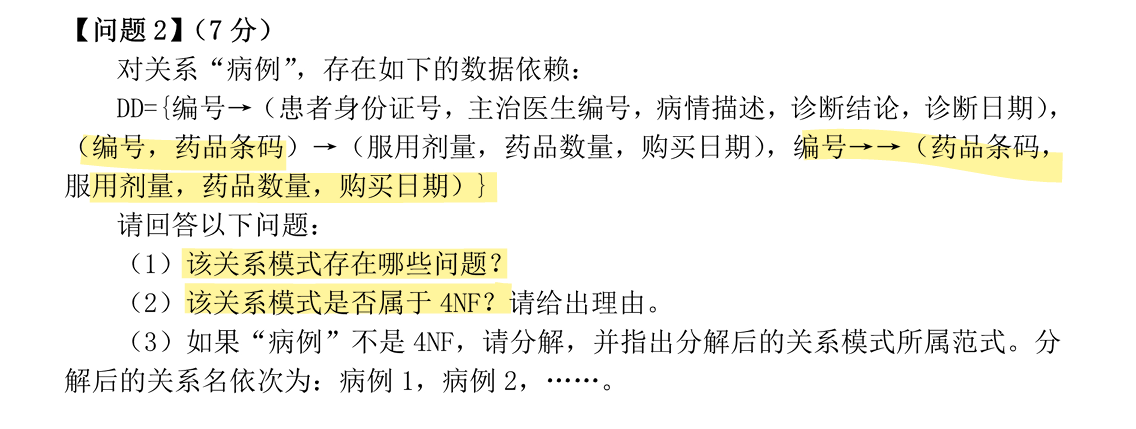 【问题 2】(7 分)
对关系“病例”，存在如下的数据依赖：
DD={编号→（患者身份证号，主治医生编号，病情描述，诊断结论，诊断日期），
（编号，药品条码）→（服用剂量，药品数量，购买日期），编号→→（药品条码，
服用剂量，药品数量，购买日期）}
请回答以下问题：
（1）该关系模式存在哪些问题？
（2）该关系模式是否属于 4NF？请给出理由。
（3）如果“病例”不是 4NF，请分解，并指出分解后的关系模式所属范式。分
解后的关系名依次为：病例 1，病例 2，……。